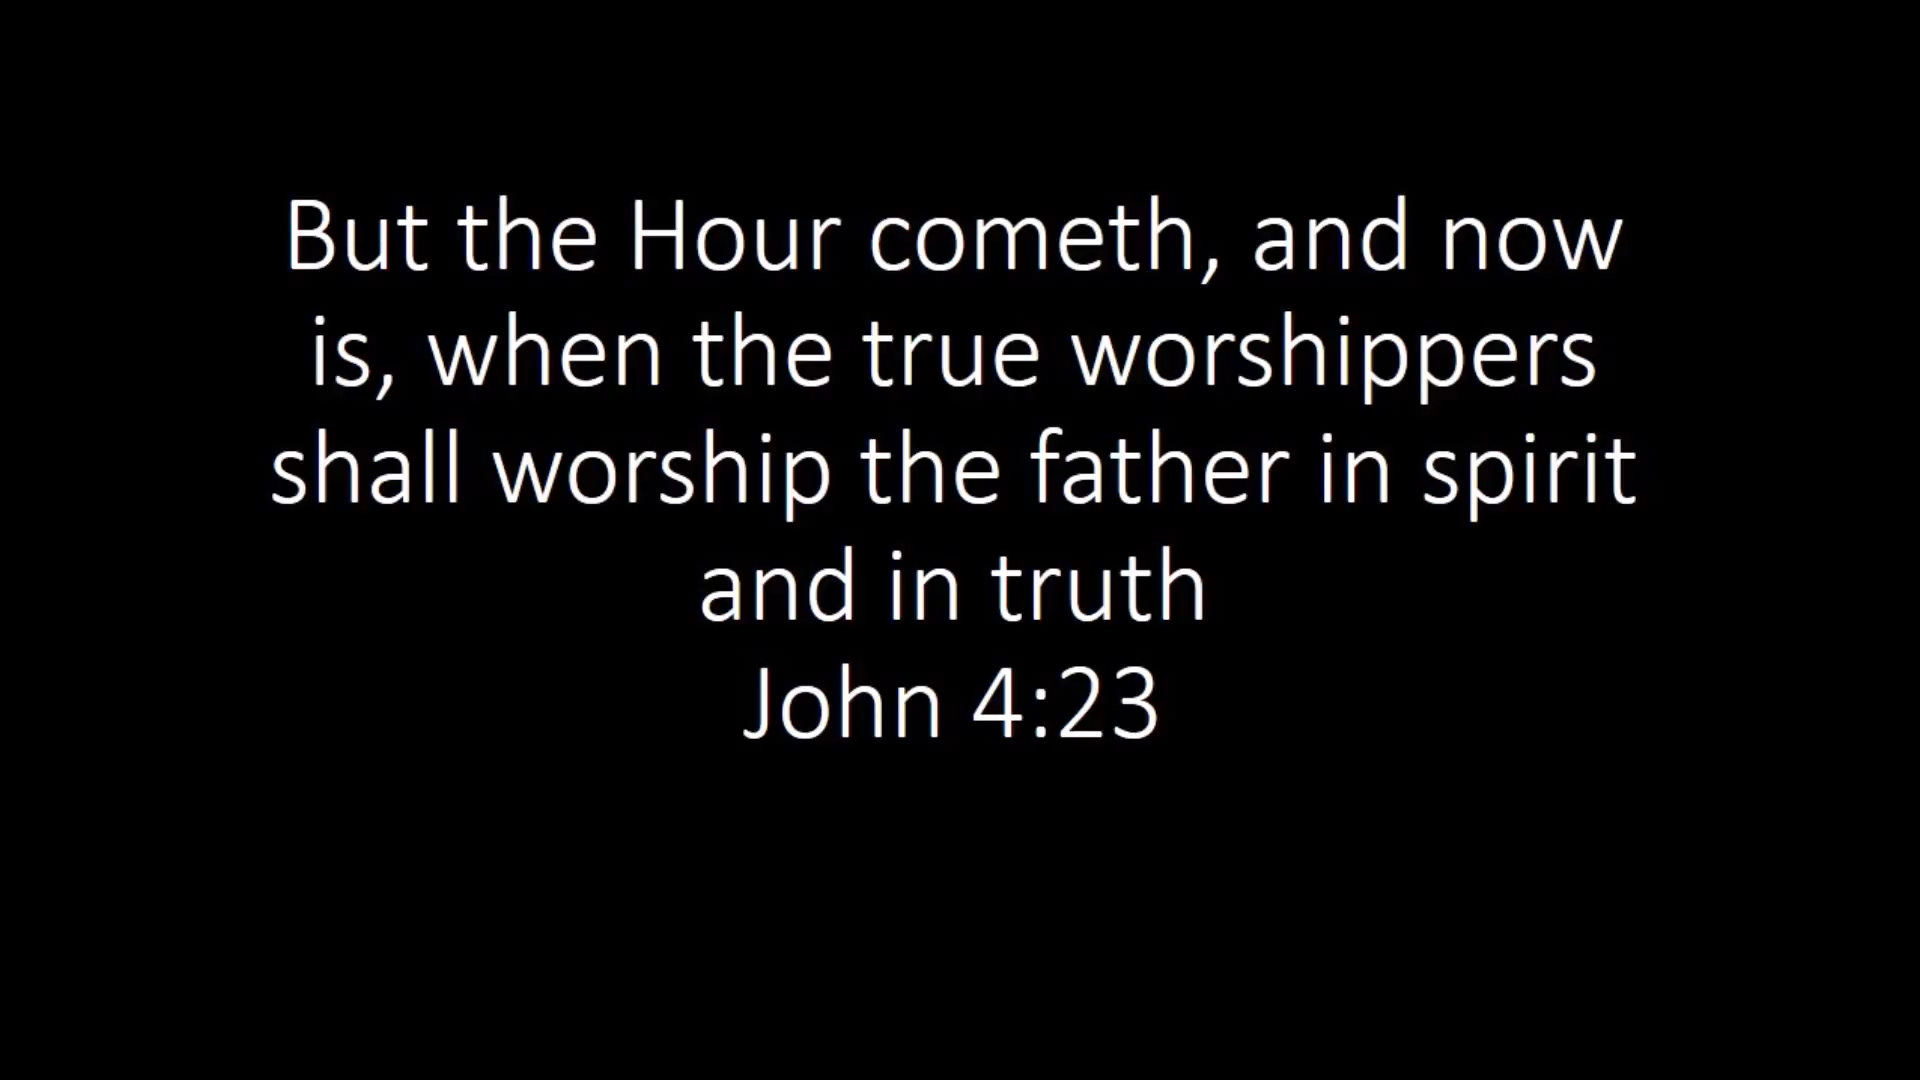 But the Hour cometh, and now
is, when the true worshippers
shall worship the father in spirit
and in truth
John 4:23